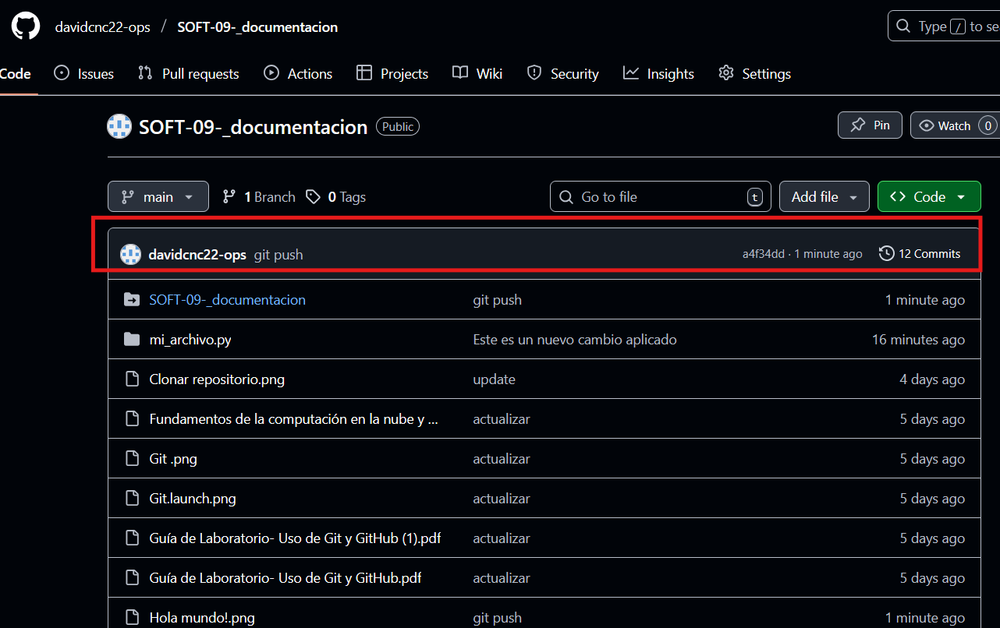 davidcnc22-ops / SOFT-09-_documentacion
Type / to se
Code Issues Pull requests Actions Projects Wiki Security Insights Settings
SOFT-09-_documentacion Public
Pin Watch 0
main 1 Branch 0 Tags
Go to file t Add file Code
davidcnc22-ops git push a4f34dd · 1 minute ago 12 Commits
SOFT-09-_documentacion git push 1 minute ago
mi_archivo.py Este es un nuevo cambio aplicado 16 minutes ago
Clonar repositorio.png update 4 days ago
Fundamentos de la computación en la nube y ... actualizar 5 days ago
Git .png actualizar 5 days ago
Git.launch.png actualizar 5 days ago
Guía de Laboratorio- Uso de Git y GitHub (1).pdf actualizar 5 days ago
Guía de Laboratorio- Uso de Git y GitHub.pdf actualizar 5 days ago
Hola mundo!.png git push 1 minute ago